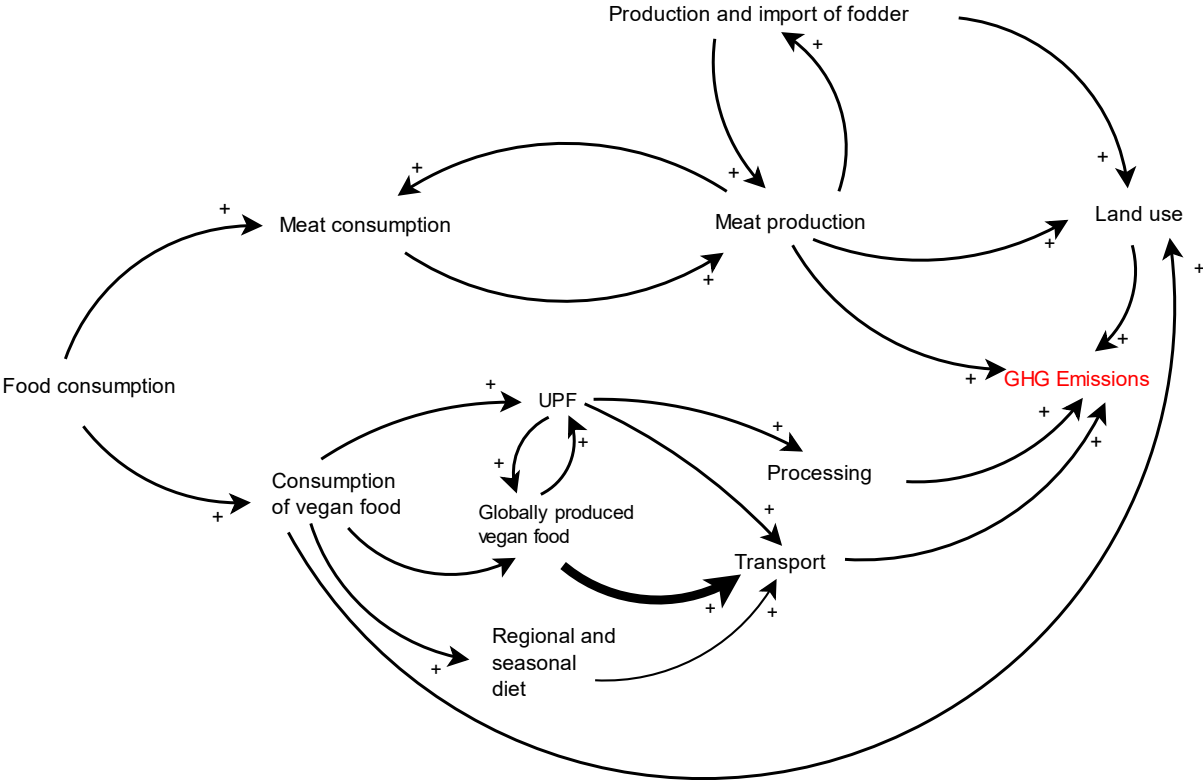 Production and import of fodder
+
+
+
+
+
Meat consumption
Meat production
Land use
+
+
+
+
+
Food consumption
+
GHG Emissions
+
UPF
+
+
+
+
+
Processing
Consumption
of vegan food
+
+
Globally produced
vegan food
Transport
+
+
Regional and
seasonal
diet
+